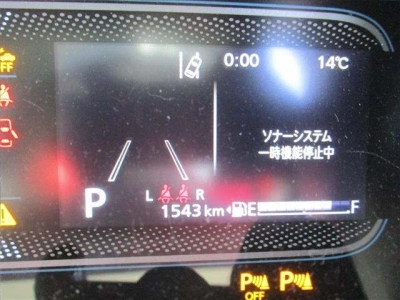 0:00 14℃
OFF
ソナーシステム
一時機能停止中
P
L R
1543 km
E F
P P
OFF